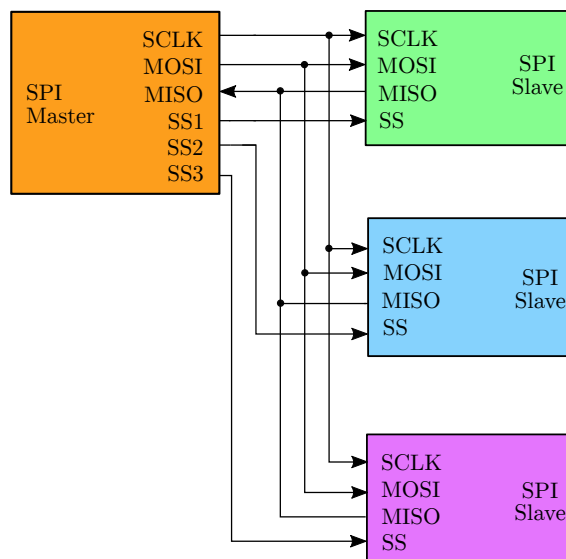 SPI
Master
SCLK
MOSI
MISO
SS1
SS2
SS3
SCLK
MOSI
MISO
SS
SPI
Slave
SCLK
MOSI
MISO
SS
SPI
Slave
SCLK
MOSI
MISO
SS
SPI
Slave